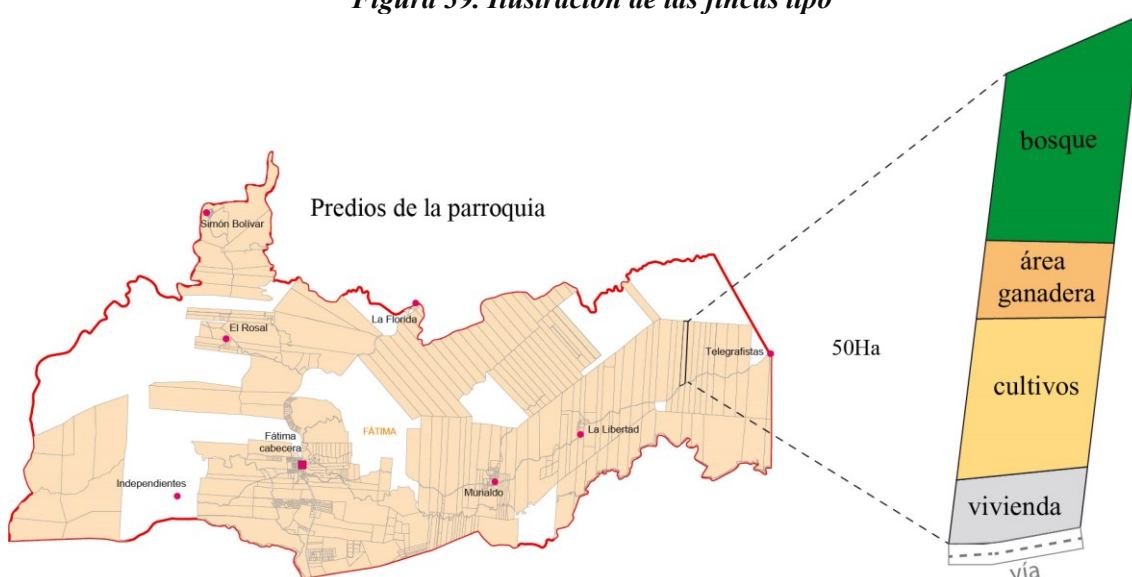 Figura 39. Ilustración de las fincas tipo
Predios de la parroquia
Simón Bolívar
El Rosal
La Florida
Telegrafistas
FÁTIMA
Fátima
cabecera
La Libertad
Independientes
Murialdo
50Ha
bosque
área
ganadera
cultivos
vivienda
vía